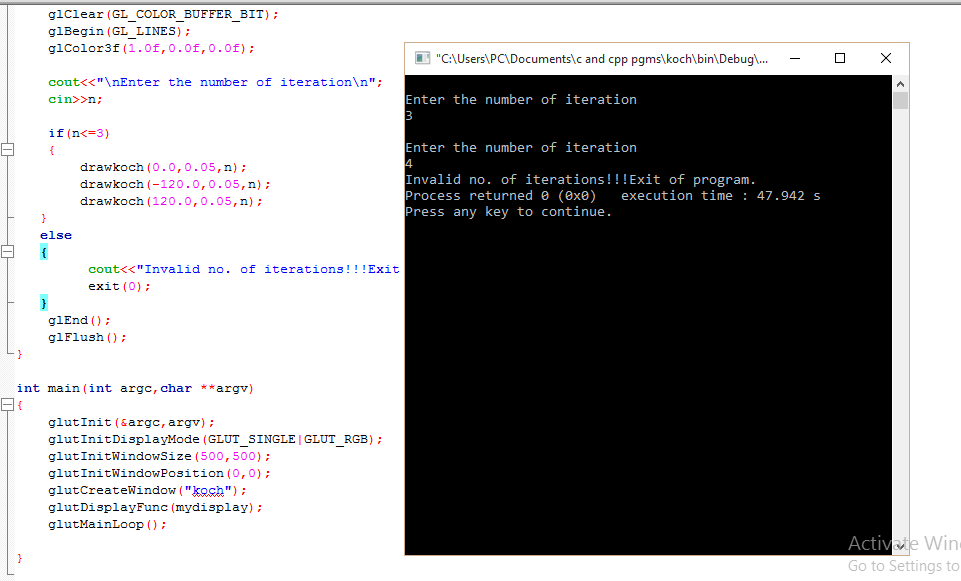 glClear(GL_COLOR_BUFFER_BIT);
glBegin(GL_LINES);
glColor3f(1.0f,0.0f,0.0f);
cout<<"\nEnter the number of iteration\n";
cin>>n;
if(n<=3)
{
drawkoch(0.0,0.05,n);
drawkoch(-120.0,0.05,n);
drawkoch(120.0,0.05,n);
}
else
{
cout<<"Invalid no. of iterations!!!Exit
exit(0);
}
glEnd();
glFlush();
}
int main(int argc,char **argv)
{
glutInit(&argc,argv);
glutInitDisplayMode(GLUT_SINGLE|GLUT_RGB);
glutInitWindowSize(500,500);
glutInitWindowPosition(0,0);
glutCreateWindow("koch");
glutDisplayFunc(mydisplay);
glutMainLoop();
}
"C:\Users\PC\Documents\c and cpp pgms\koch\bin\Debug\...
Enter the number of iteration
3
Enter the number of iteration
4
Invalid no. of iterations!!!Exit of program.
Process returned 0 (0x0)   execution time : 47.942 s
Press any key to continue.
Activate Win
Go to Settings to